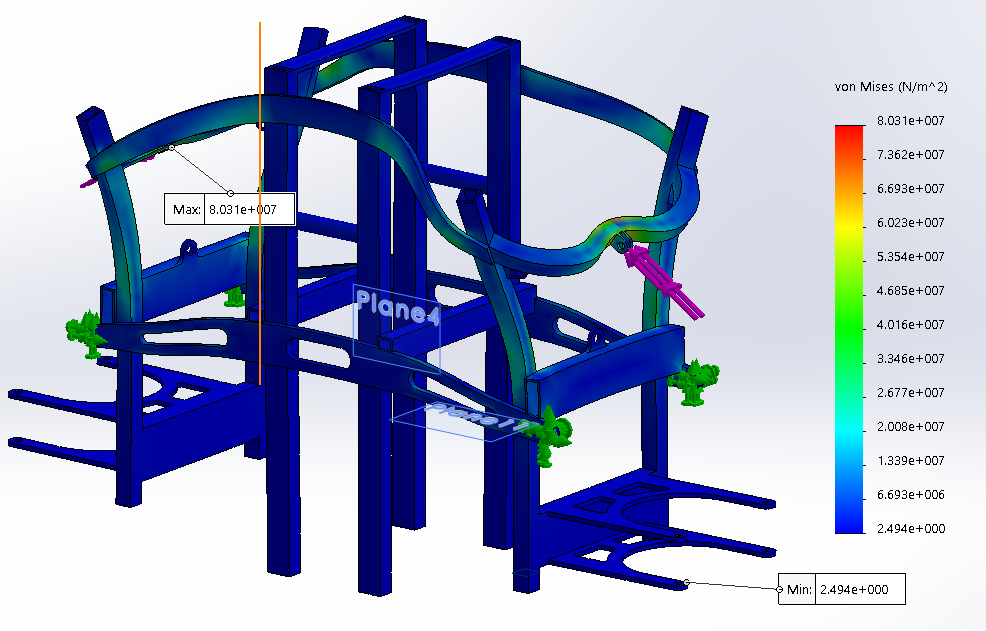 von Mises (N/m^2)
8.031e+007
7.362e+007
6.693e+007
6.023e+007
5.354e+007
4.685e+007
4.016e+007
3.346e+007
2.677e+007
2.008e+007
1.339e+007
6.693e+006
2.494e+000
Max: 8.031e+007
Plane4
Plane11
Min: 2.494e+000